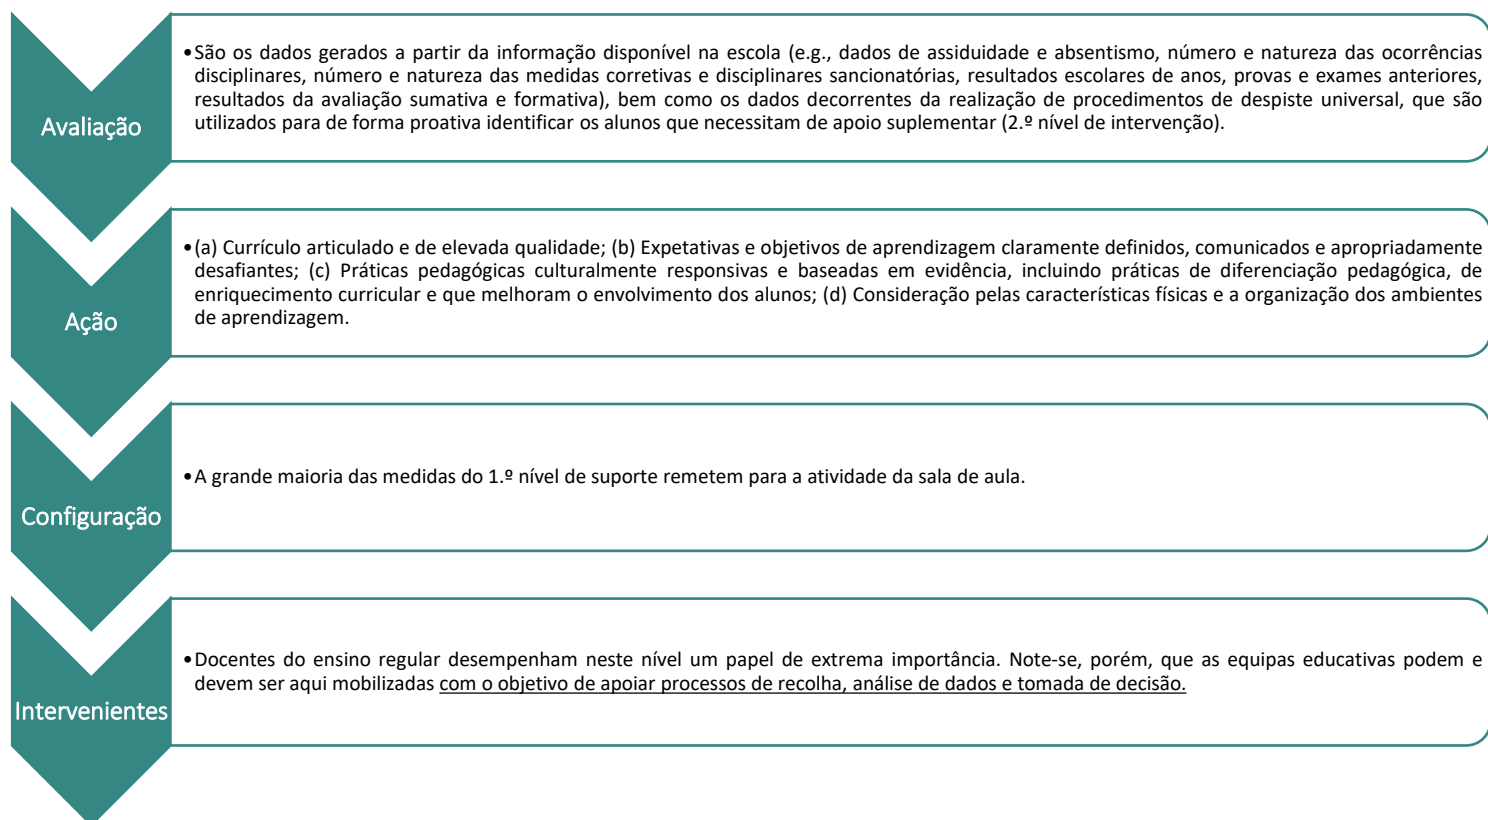 Avaliação
•São os dados gerados a partir da informação disponível na escola (e.g., dados de assiduidade e absentismo, número e natureza das ocorrências
disciplinares, número e natureza das medidas corretivas e disciplinares sancionatórias, resultados escolares de anos, provas e exames anteriores,
resultados da avaliação sumativa e formativa), bem como os dados decorrentes da realização de procedimentos de despiste universal, que são
utilizados para de forma proativa identificar os alunos que necessitam de apoio suplementar (2.º nível de intervenção).
Ação
•(a) Currículo articulado e de elevada qualidade; (b) Expetativas e objetivos de aprendizagem claramente definidos, comunicados e apropriadamente
desafiantes; (c) Práticas pedagógicas culturalmente responsivas e baseadas em evidência, incluindo práticas de diferenciação pedagógica, de
enriquecimento curricular e que melhoram o envolvimento dos alunos; (d) Consideração pelas características físicas e a organização dos ambientes
de aprendizagem.
Configuração
•A grande maioria das medidas do 1.º nível de suporte remetem para a atividade da sala de aula.
Intervenientes
•Docentes do ensino regular desempenham neste nível um papel de extrema importância. Note-se, porém, que as equipas educativas podem e
devem ser aqui mobilizadas com o objetivo de apoiar processos de recolha, análise de dados e tomada de decisão.